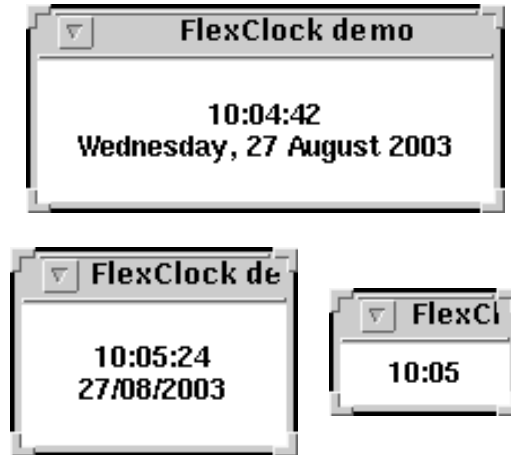 FlexClock demo
10:04:42
Wednesday, 27 August 2003
FlexClock de
10:05:24
27/08/2003
FlexCl
10:05